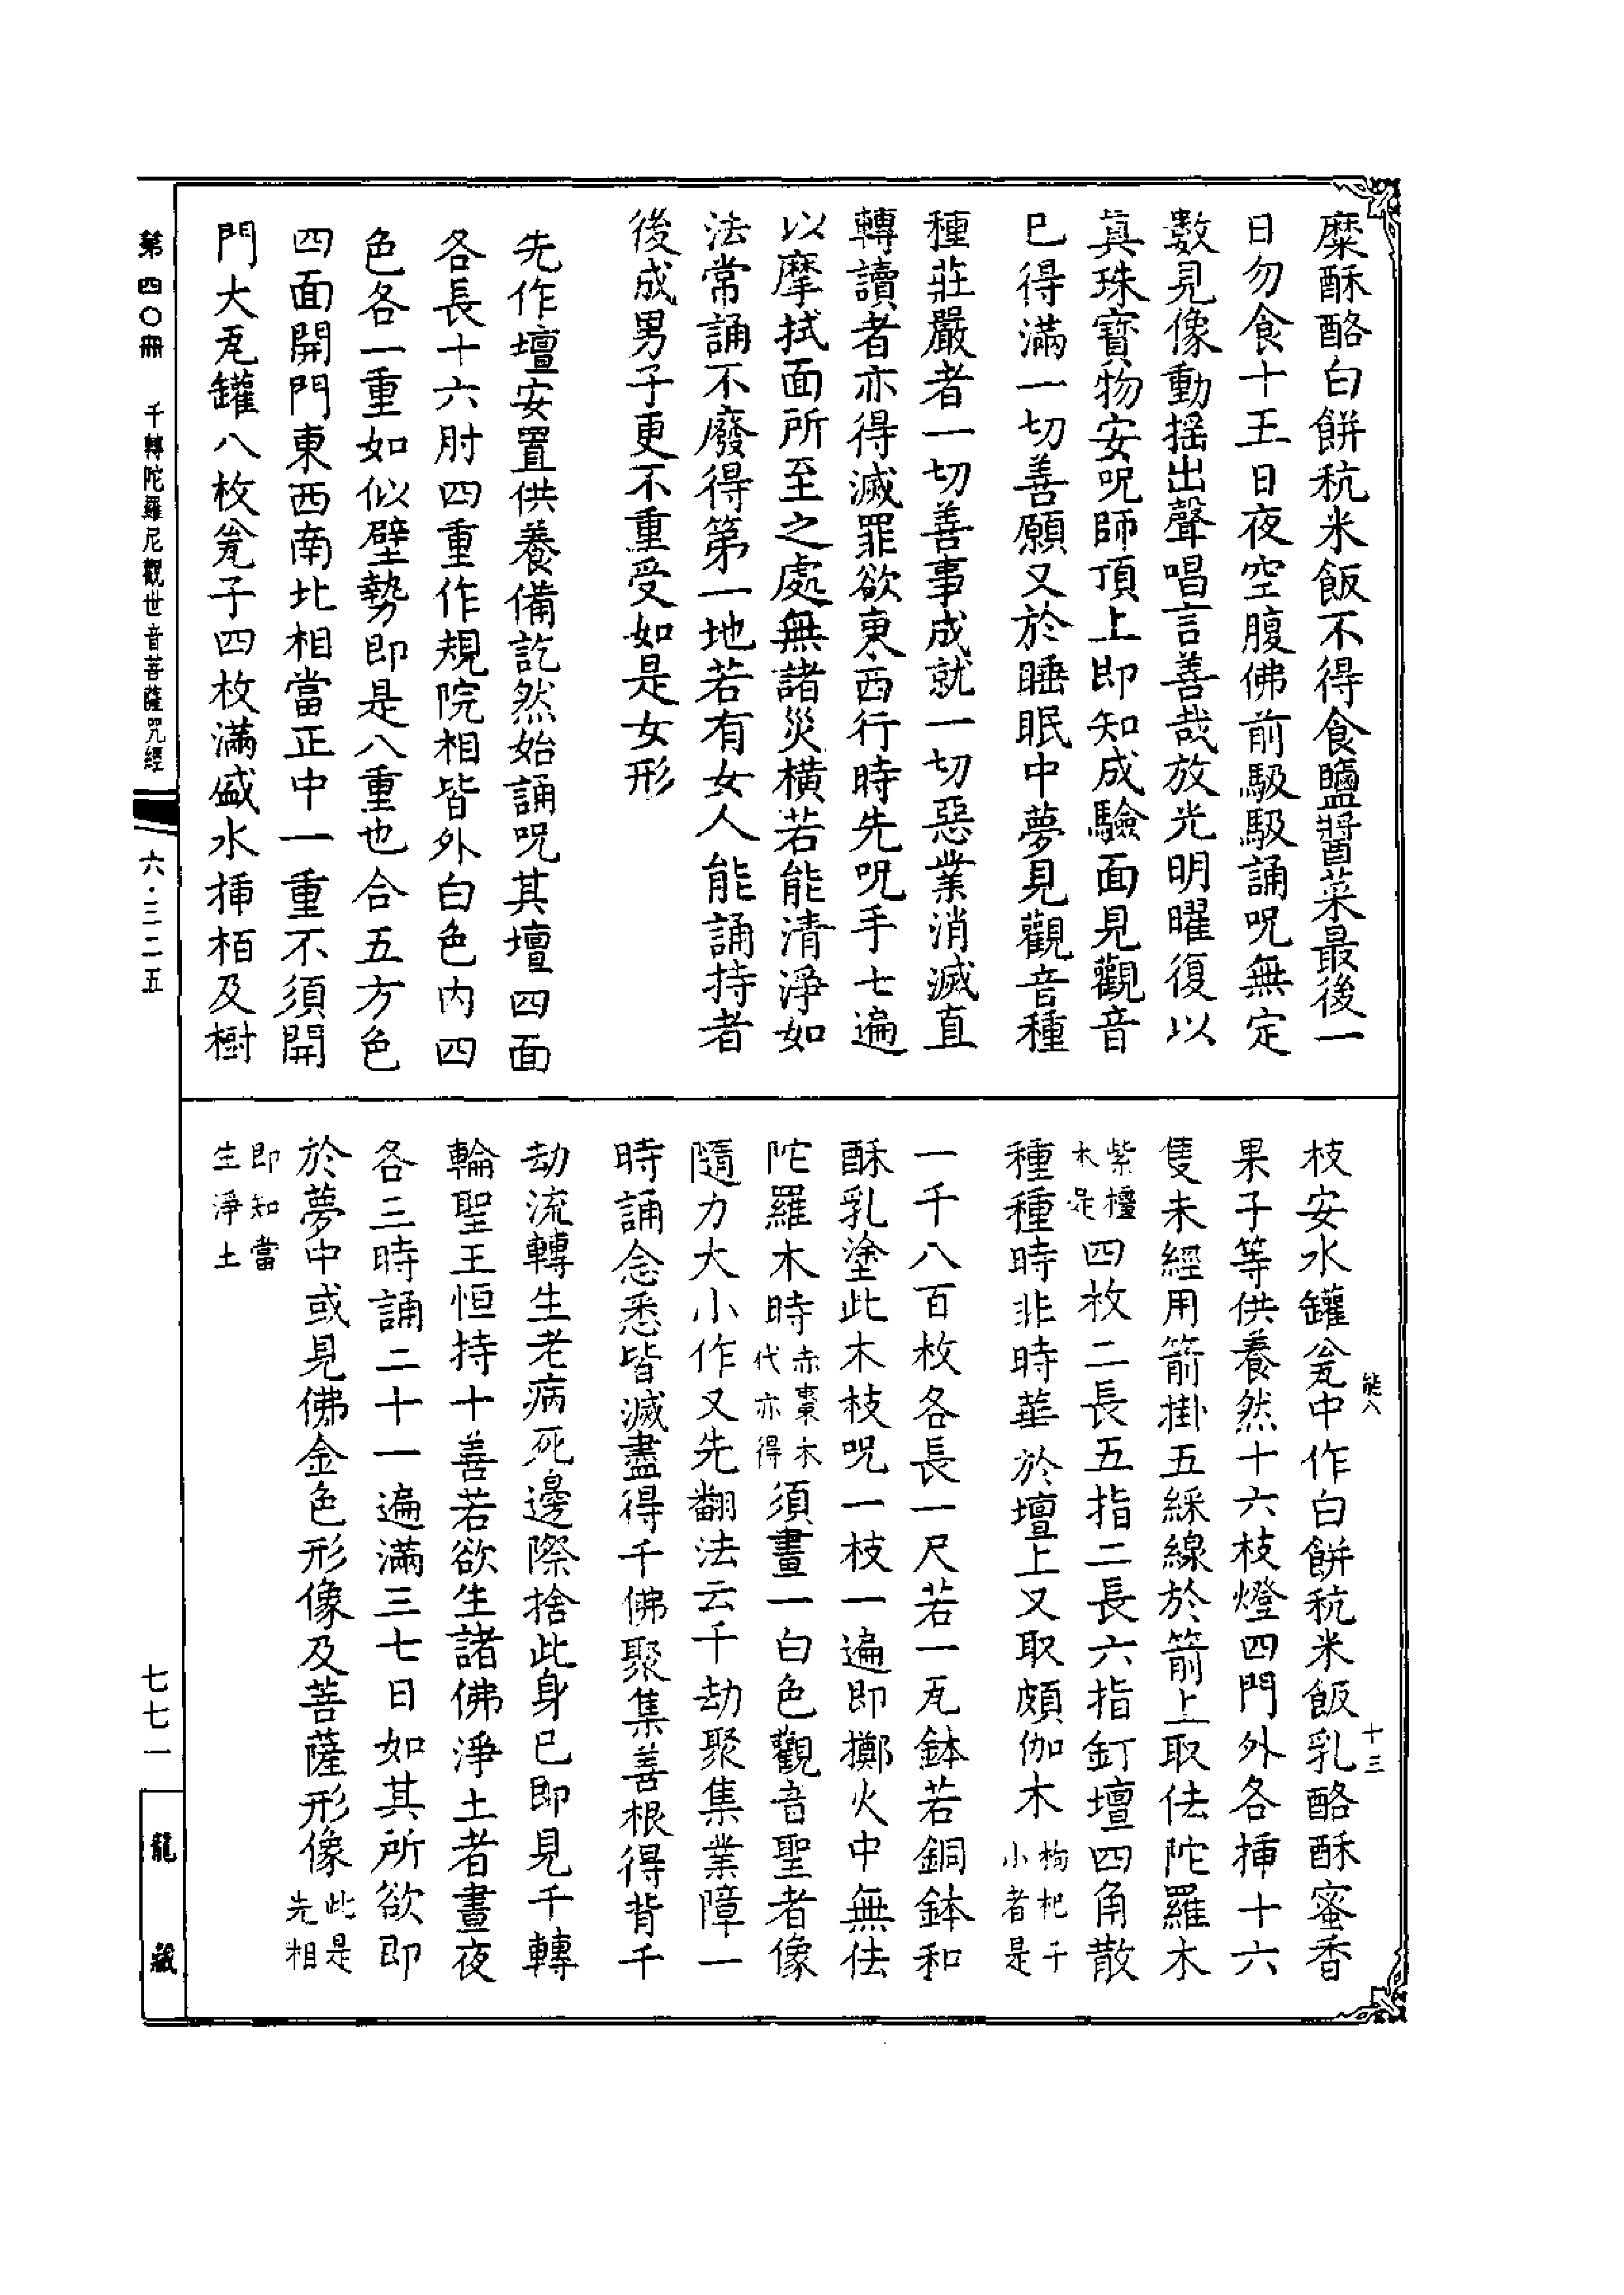 糜酥酪白餅秔米飯不得食鹽醬菜最後一
日勿食十五日夜空腹佛前馺馺誦呪無定
數見像動搖出聲唱言善哉放光明曜復以
真珠寶物安呪師頂上即知成驗面見觀音
已得滿一切善願又於睡眠中夢見觀音種
種莊嚴者一切善事成就一切惡業消滅直
轉讀者亦得滅罪欲東西行時先呪手七遍
以摩拭面所至之處無諸災橫若能清淨如
法常誦不廢得第一地若有女人能誦持者
後成男子更不重受如是女形
先作壇安置供養備訖然始誦呪其壇四面
各長十六肘四重作規院相皆外白色內四
色各一重如似壁勢即是八重也合五方色
四面開門東西南北相當正中一重不須開
門大瓦罐八枚瓮子四枚滿盛水揷栢及樹
枝安水罐瓮中作白餅秔米飯乳酪酥蜜香
果子等供養然十六枝燈四門外各揷十六
隻未經用箭掛五綵線於箭上取佉陀羅木
紫檀木是四枚二長五指二長六指釘壇四角散
種種時非時華於壇上又取頗伽木枸杞干小者是
一千八百枚各長一尺若一瓦鉢若銅鉢和
酥乳塗此木枝呪一枝一遍即擲火中無佉
陀羅木時赤棗木代亦得須畫一白色觀音聖者像
隨力大小作又先翻法云千劫聚集業障一
時誦念悉皆滅盡得千佛聚集善根得背千
劫流轉生老病死邊際捨此身已即見千轉
輪聖王恒持十善若欲生諸佛淨土者晝夜
各三時誦二十一遍滿三七日如其所欲即
於夢中或見佛金色形像及菩薩形像此是先相
即知當生淨土
能八
十三
第四〇冊　千轉陀羅尼觀世音菩薩咒經
六·三二五
七七一
龍藏